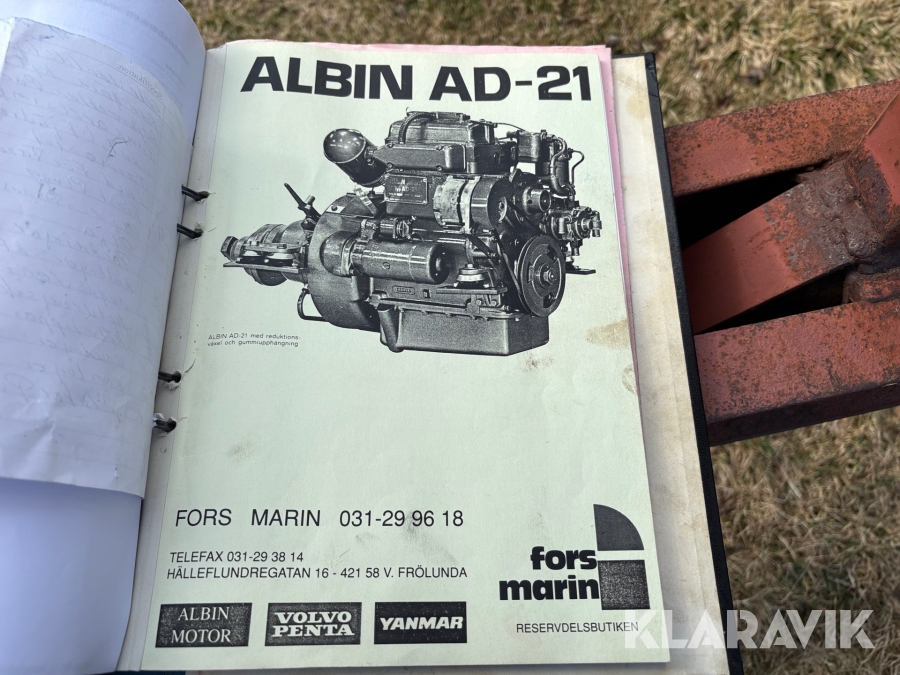 ALBIN AD-21
ALBIN AD-21 med reduktions-
växel och gummiupphängning
FORS MARIN 031-29 96 18
TELEFAX 031-29 38 14
HÄLLEFLUNDREGATAN 16 - 421 58 V. FRÖLUNDA
fors
marin
ALBIN
MOTOR
VOLVO
PENTA
YANMAR
RESERVDELSBUTIKEN
KLARAVIK